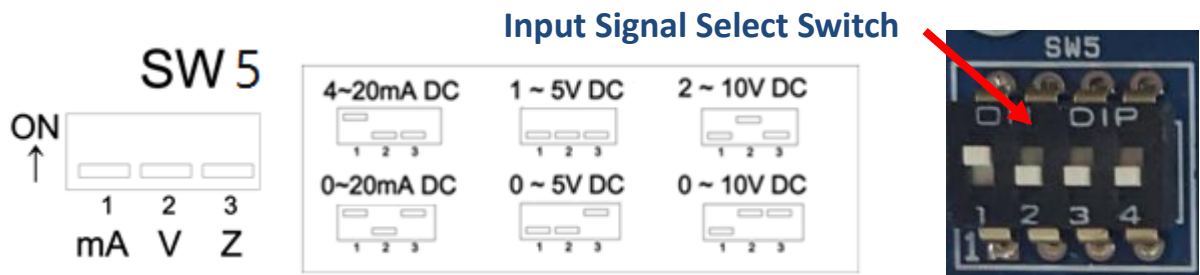 Input Signal Select Switch
SW 5
ON
1 2 3
mA V Z
4~20mA DC 1 ~ 5V DC 2 ~ 10V DC
1 2 3 1 2 3 1 2 3
0~20mA DC 0 ~ 5V DC 0 ~ 10V DC
1 2 3 1 2 3 1 2 3
SW5
DIP
1 2 3 4
1